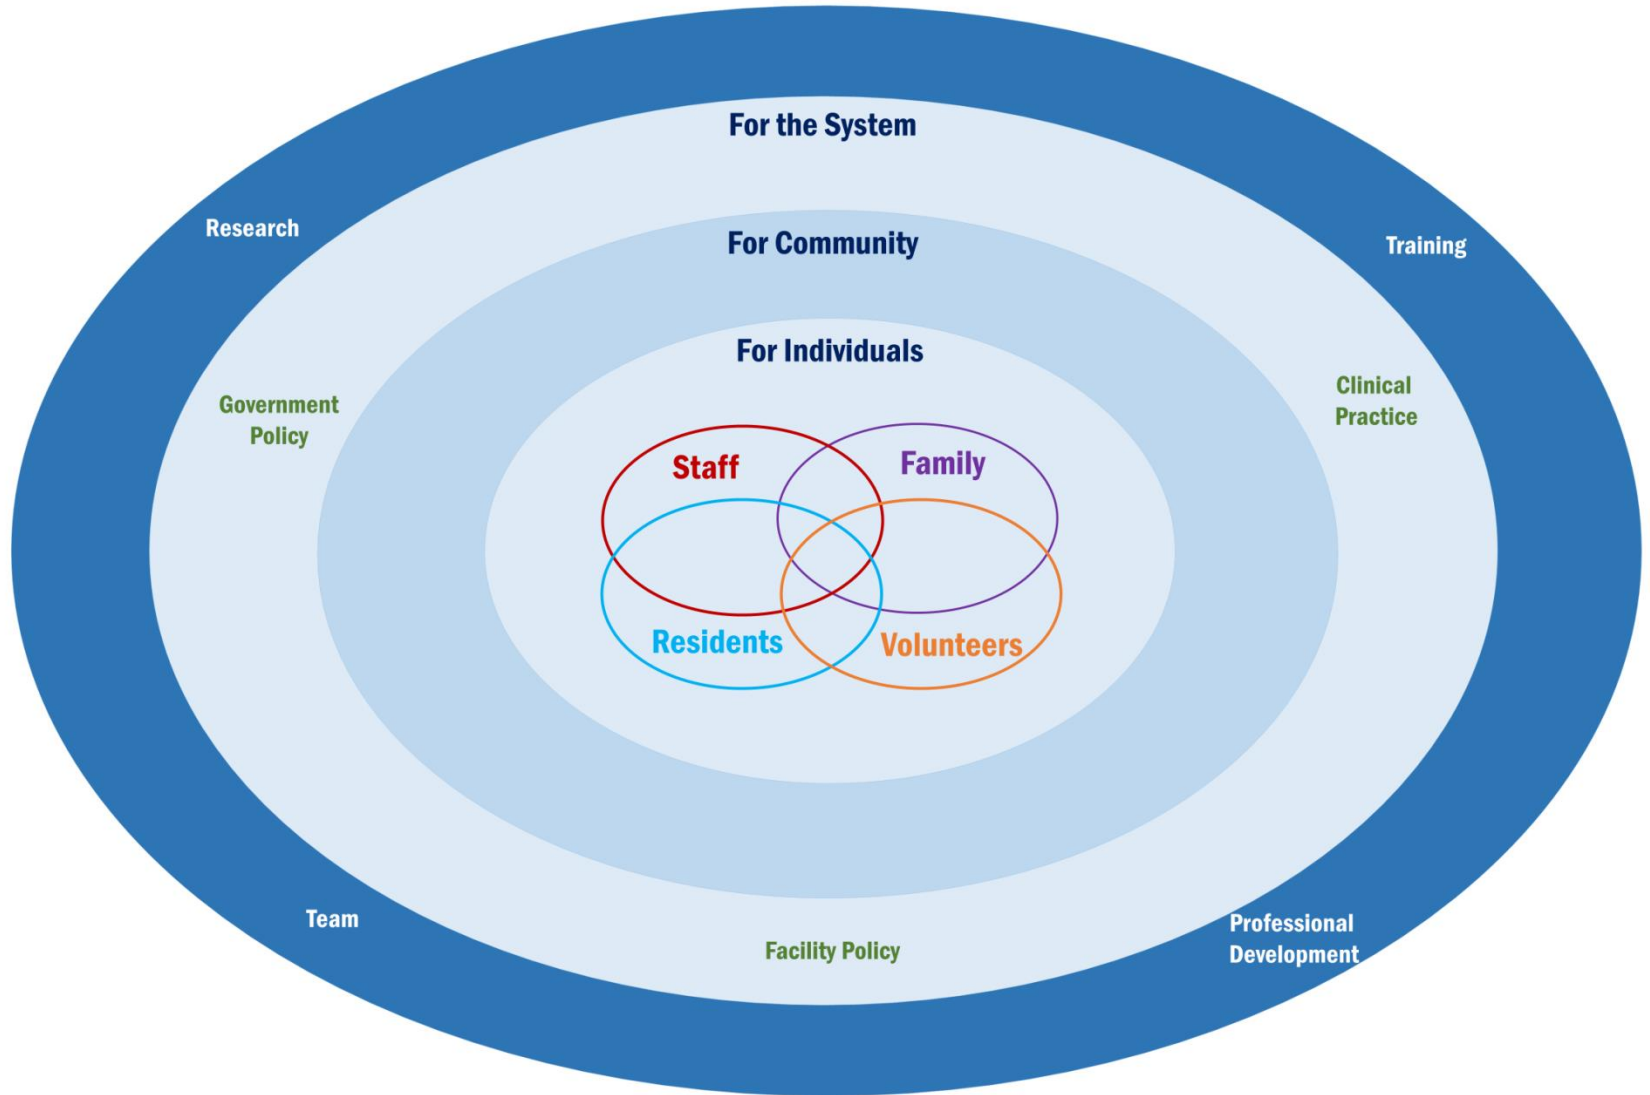 For the System
Research
Training
For Community
For Individuals
Government
Policy
Clinical
Practice
Staff
Family
Residents
Volunteers
Team
Professional
Development
Facility Policy